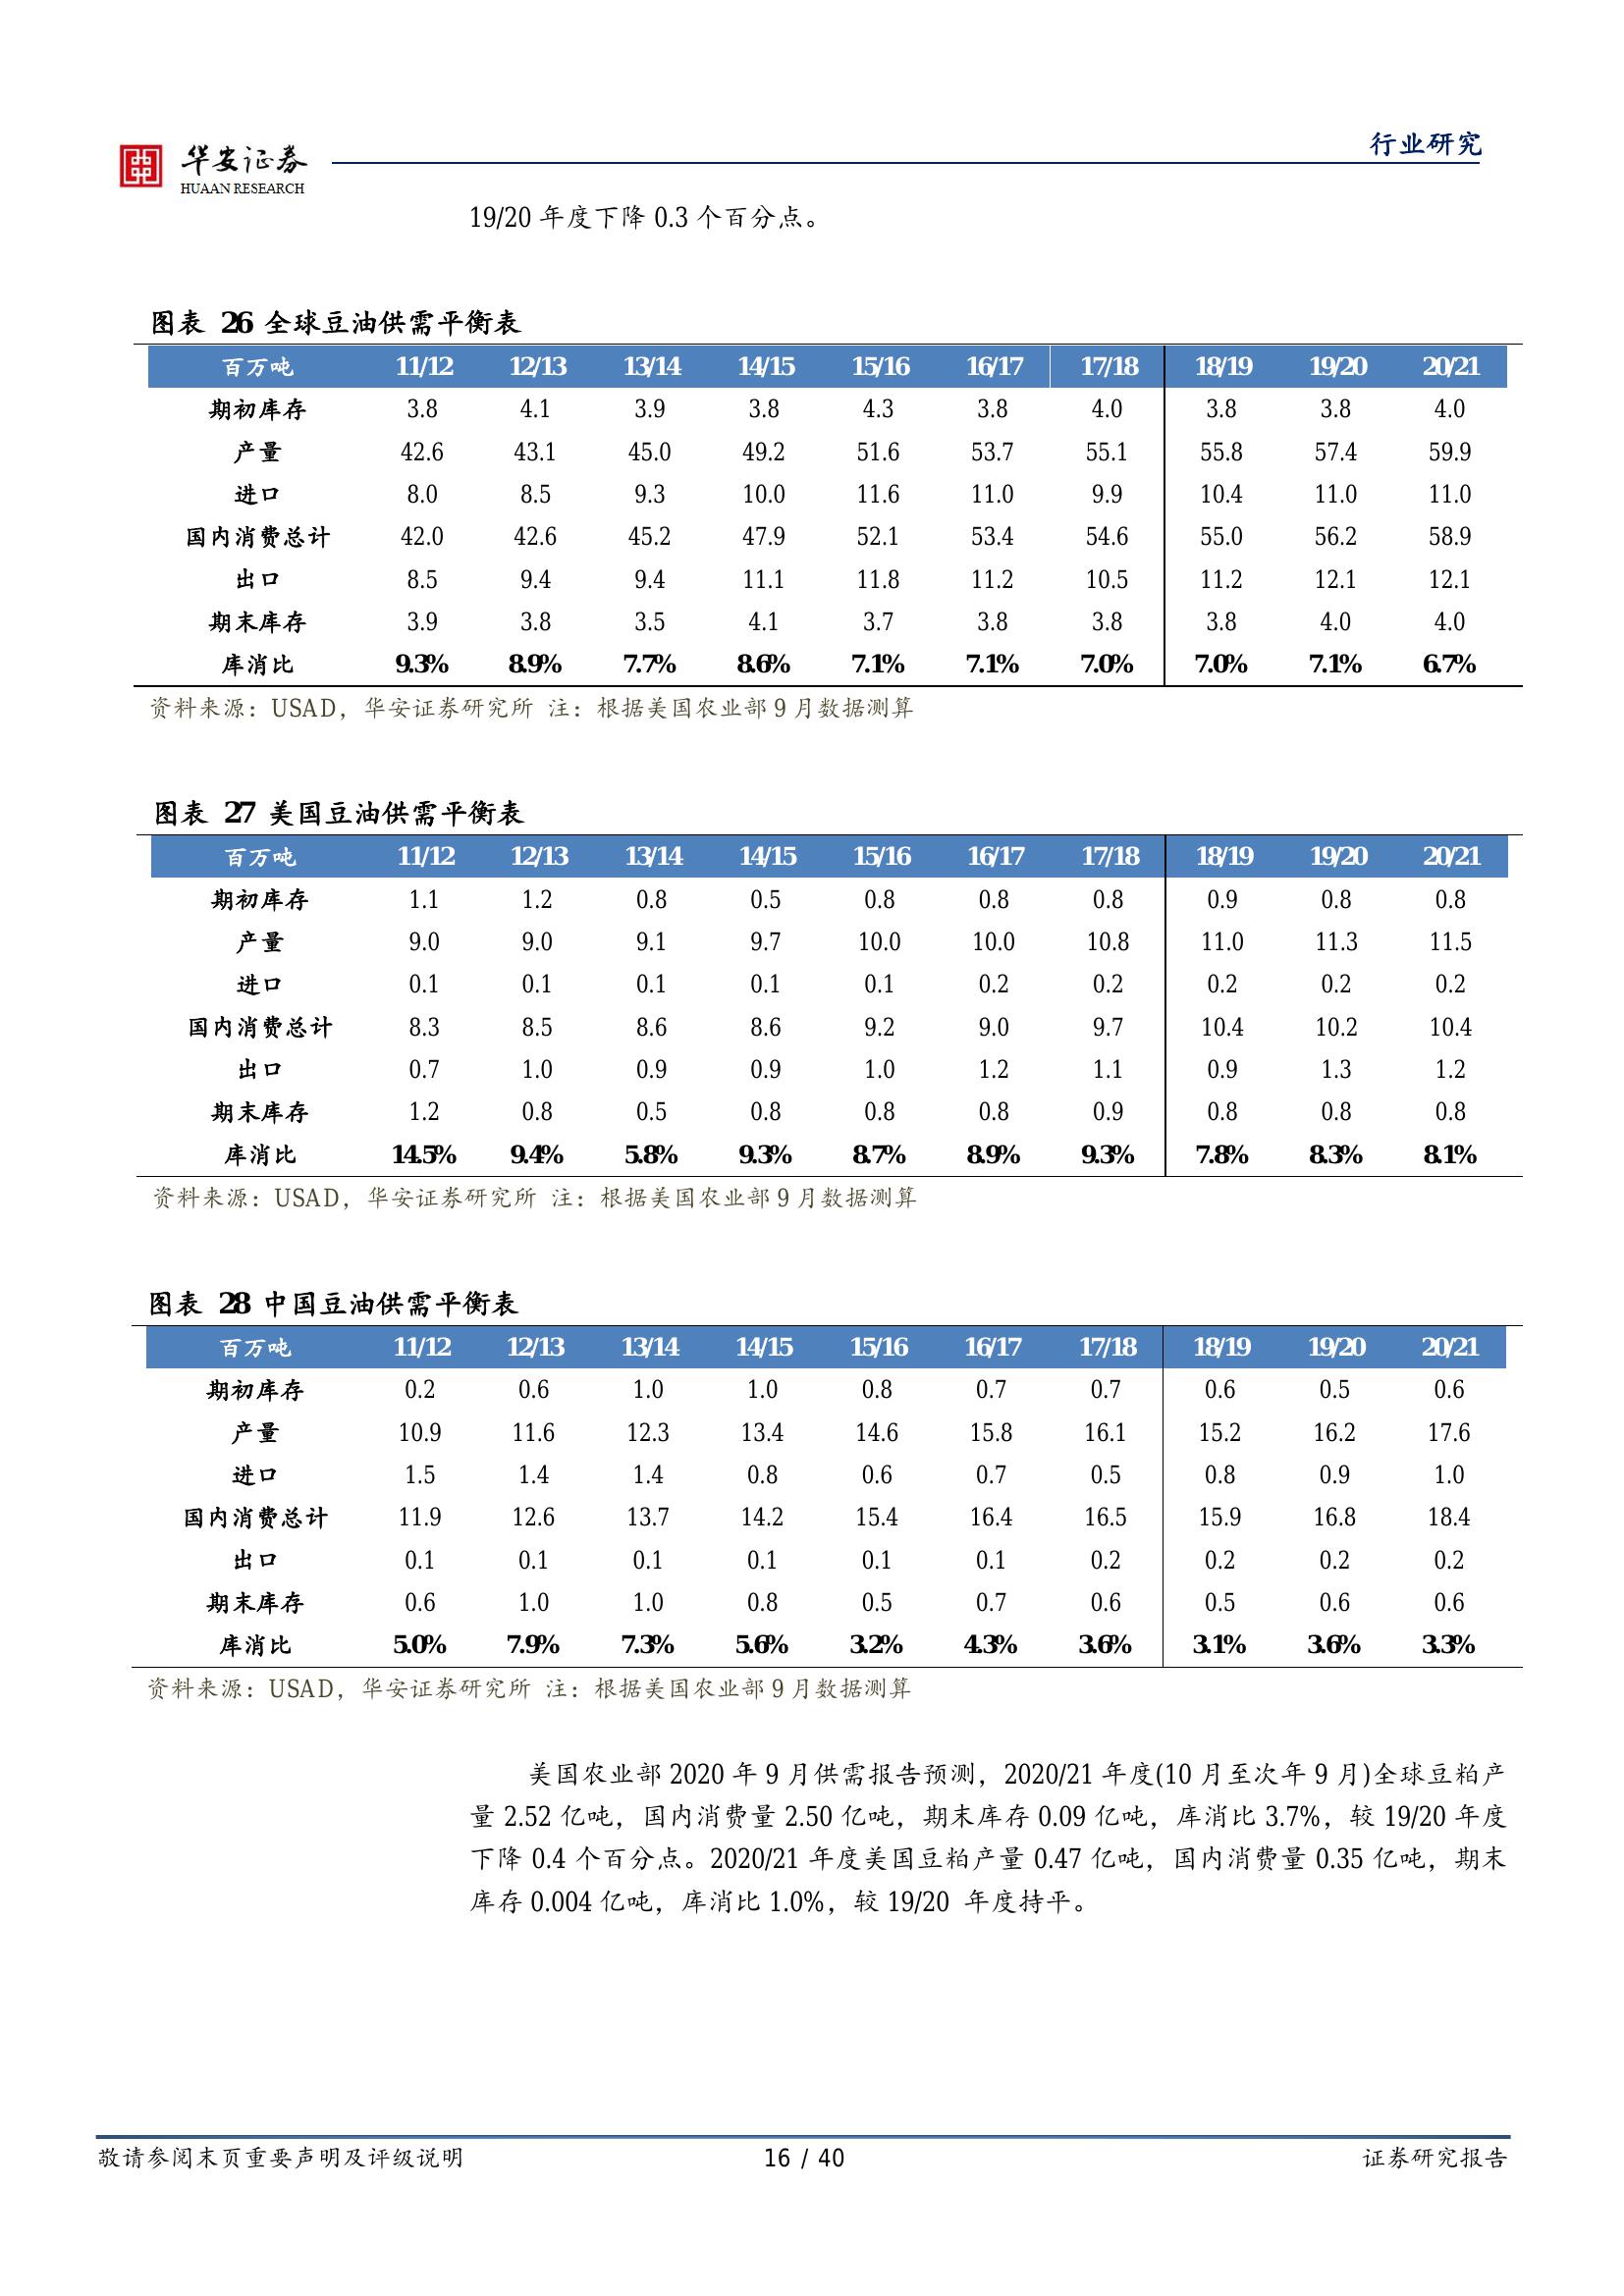 华安证券
HUAAN RESEARCH
行业研究
19/20 年度下降 0.3 个百分点。
图表 26 全球豆油供需平衡表
百万吨 11/12 12/13 13/14 14/15 15/16 16/17 17/18 18/19 19/20 20/21
期初库存 3.8 4.1 3.9 3.8 4.3 3.8 4.0 3.8 3.8 4.0
产量 42.6 43.1 45.0 49.2 51.6 53.7 55.1 55.8 57.4 59.9
进口 8.0 8.5 9.3 10.0 11.6 11.0 9.9 10.4 11.0 11.0
国内消费总计 42.0 42.6 45.2 47.9 52.1 53.4 54.6 55.0 56.2 58.9
出口 8.5 9.4 9.4 11.1 11.8 11.2 10.5 11.2 12.1 12.1
期末库存 3.9 3.8 3.5 4.1 3.7 3.8 3.8 3.8 4.0 4.0
库消比 9.3% 8.9% 7.7% 8.6% 7.1% 7.1% 7.0% 7.0% 7.1% 6.7%
资料来源：USAD，华安证券研究所 注：根据美国农业部 9 月数据测算
图表 27 美国豆油供需平衡表
百万吨 11/12 12/13 13/14 14/15 15/16 16/17 17/18 18/19 19/20 20/21
期初库存 1.1 1.2 0.8 0.5 0.8 0.8 0.8 0.9 0.8 0.8
产量 9.0 9.0 9.1 9.7 10.0 10.0 10.8 11.0 11.3 11.5
进口 0.1 0.1 0.1 0.1 0.1 0.2 0.2 0.2 0.2 0.2
国内消费总计 8.3 8.5 8.6 8.6 9.2 9.0 9.7 10.4 10.2 10.4
出口 0.7 1.0 0.9 0.9 1.0 1.2 1.1 0.9 1.3 1.2
期末库存 1.2 0.8 0.5 0.8 0.8 0.8 0.9 0.8 0.8 0.8
库消比 14.5% 9.4% 5.8% 9.3% 8.7% 8.9% 9.3% 7.8% 8.3% 8.1%
资料来源：USAD，华安证券研究所 注：根据美国农业部 9 月数据测算
图表 28 中国豆油供需平衡表
百万吨 11/12 12/13 13/14 14/15 15/16 16/17 17/18 18/19 19/20 20/21
期初库存 0.2 0.6 1.0 1.0 0.8 0.7 0.7 0.6 0.5 0.6
产量 10.9 11.6 12.3 13.4 14.6 15.8 16.1 15.2 16.2 17.6
进口 1.5 1.4 1.4 0.8 0.6 0.7 0.5 0.8 0.9 1.0
国内消费总计 11.9 12.6 13.7 14.2 15.4 16.4 16.5 15.9 16.8 18.4
出口 0.1 0.1 0.1 0.1 0.1 0.1 0.2 0.2 0.2 0.2
期末库存 0.6 1.0 1.0 0.8 0.5 0.7 0.6 0.5 0.6 0.6
库消比 5.0% 7.9% 7.3% 5.6% 3.2% 4.3% 3.6% 3.1% 3.6% 3.3%
资料来源：USAD，华安证券研究所 注：根据美国农业部 9 月数据测算
美国农业部 2020 年 9 月供需报告预测，2020/21 年度(10 月至次年 9 月)全球豆粕产
量 2.52 亿吨，国内消费量 2.50 亿吨，期末库存 0.09 亿吨，库消比 3.7%，较 19/20 年度
下降 0.4 个百分点。2020/21 年度美国豆粕产量 0.47 亿吨，国内消费量 0.35 亿吨，期末
库存 0.004 亿吨，库消比 1.0%，较 19/20 年度持平。
敬请参阅末页重要声明及评级说明 16 / 40 证券研究报告